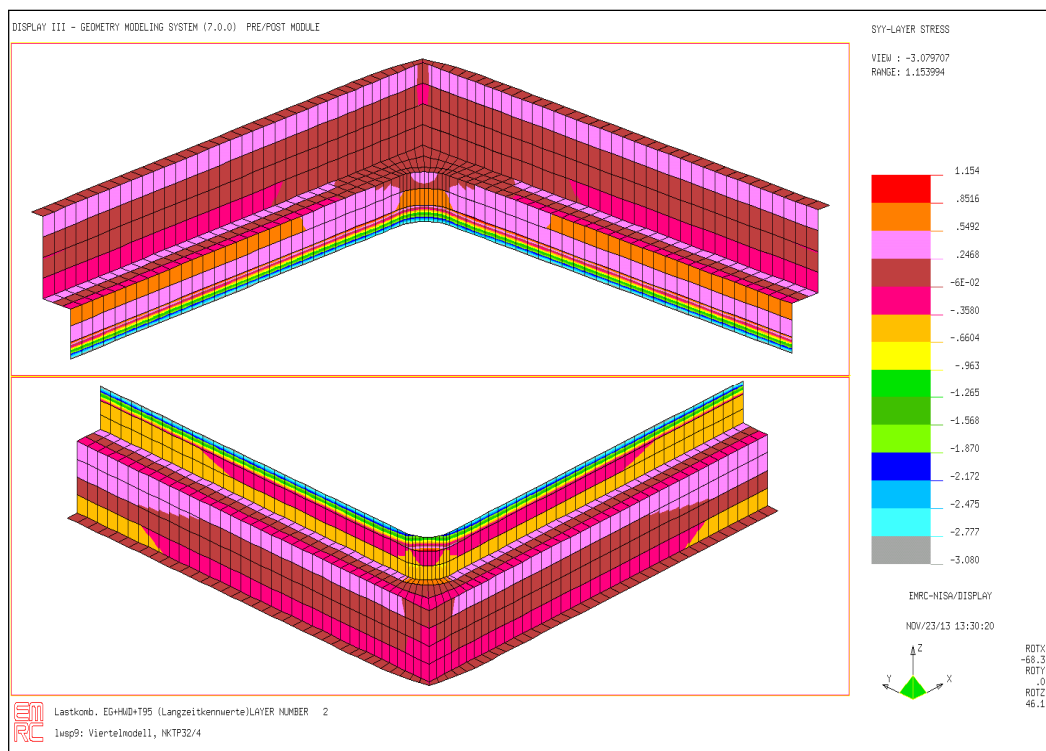 DISPLAY III - GEOMETRY MODELING SYSTEM (7.0.0) PRE/POST MODULE
SYY-LAYER STRESS
VIEW : -3.079707
RANGE: 1.153994
1.154
.8516
.5492
.2468
-6E-02
-.3580
-.6604
-.963
-1.265
-1.568
-1.870
-2.172
-2.475
-2.777
-3.080
EMRC-NISA/DISPLAY
NOV/23/13 13:30:20
Z
Y
X
ROTX
-68.3
ROTY
.0
ROTZ
46.1
EMRC
Lastkomb. EG+HWD+T95 (Langzeitkennwerte)LAYER NUMBER 2
lwsp9: Viertelmodell, NKTP32/4